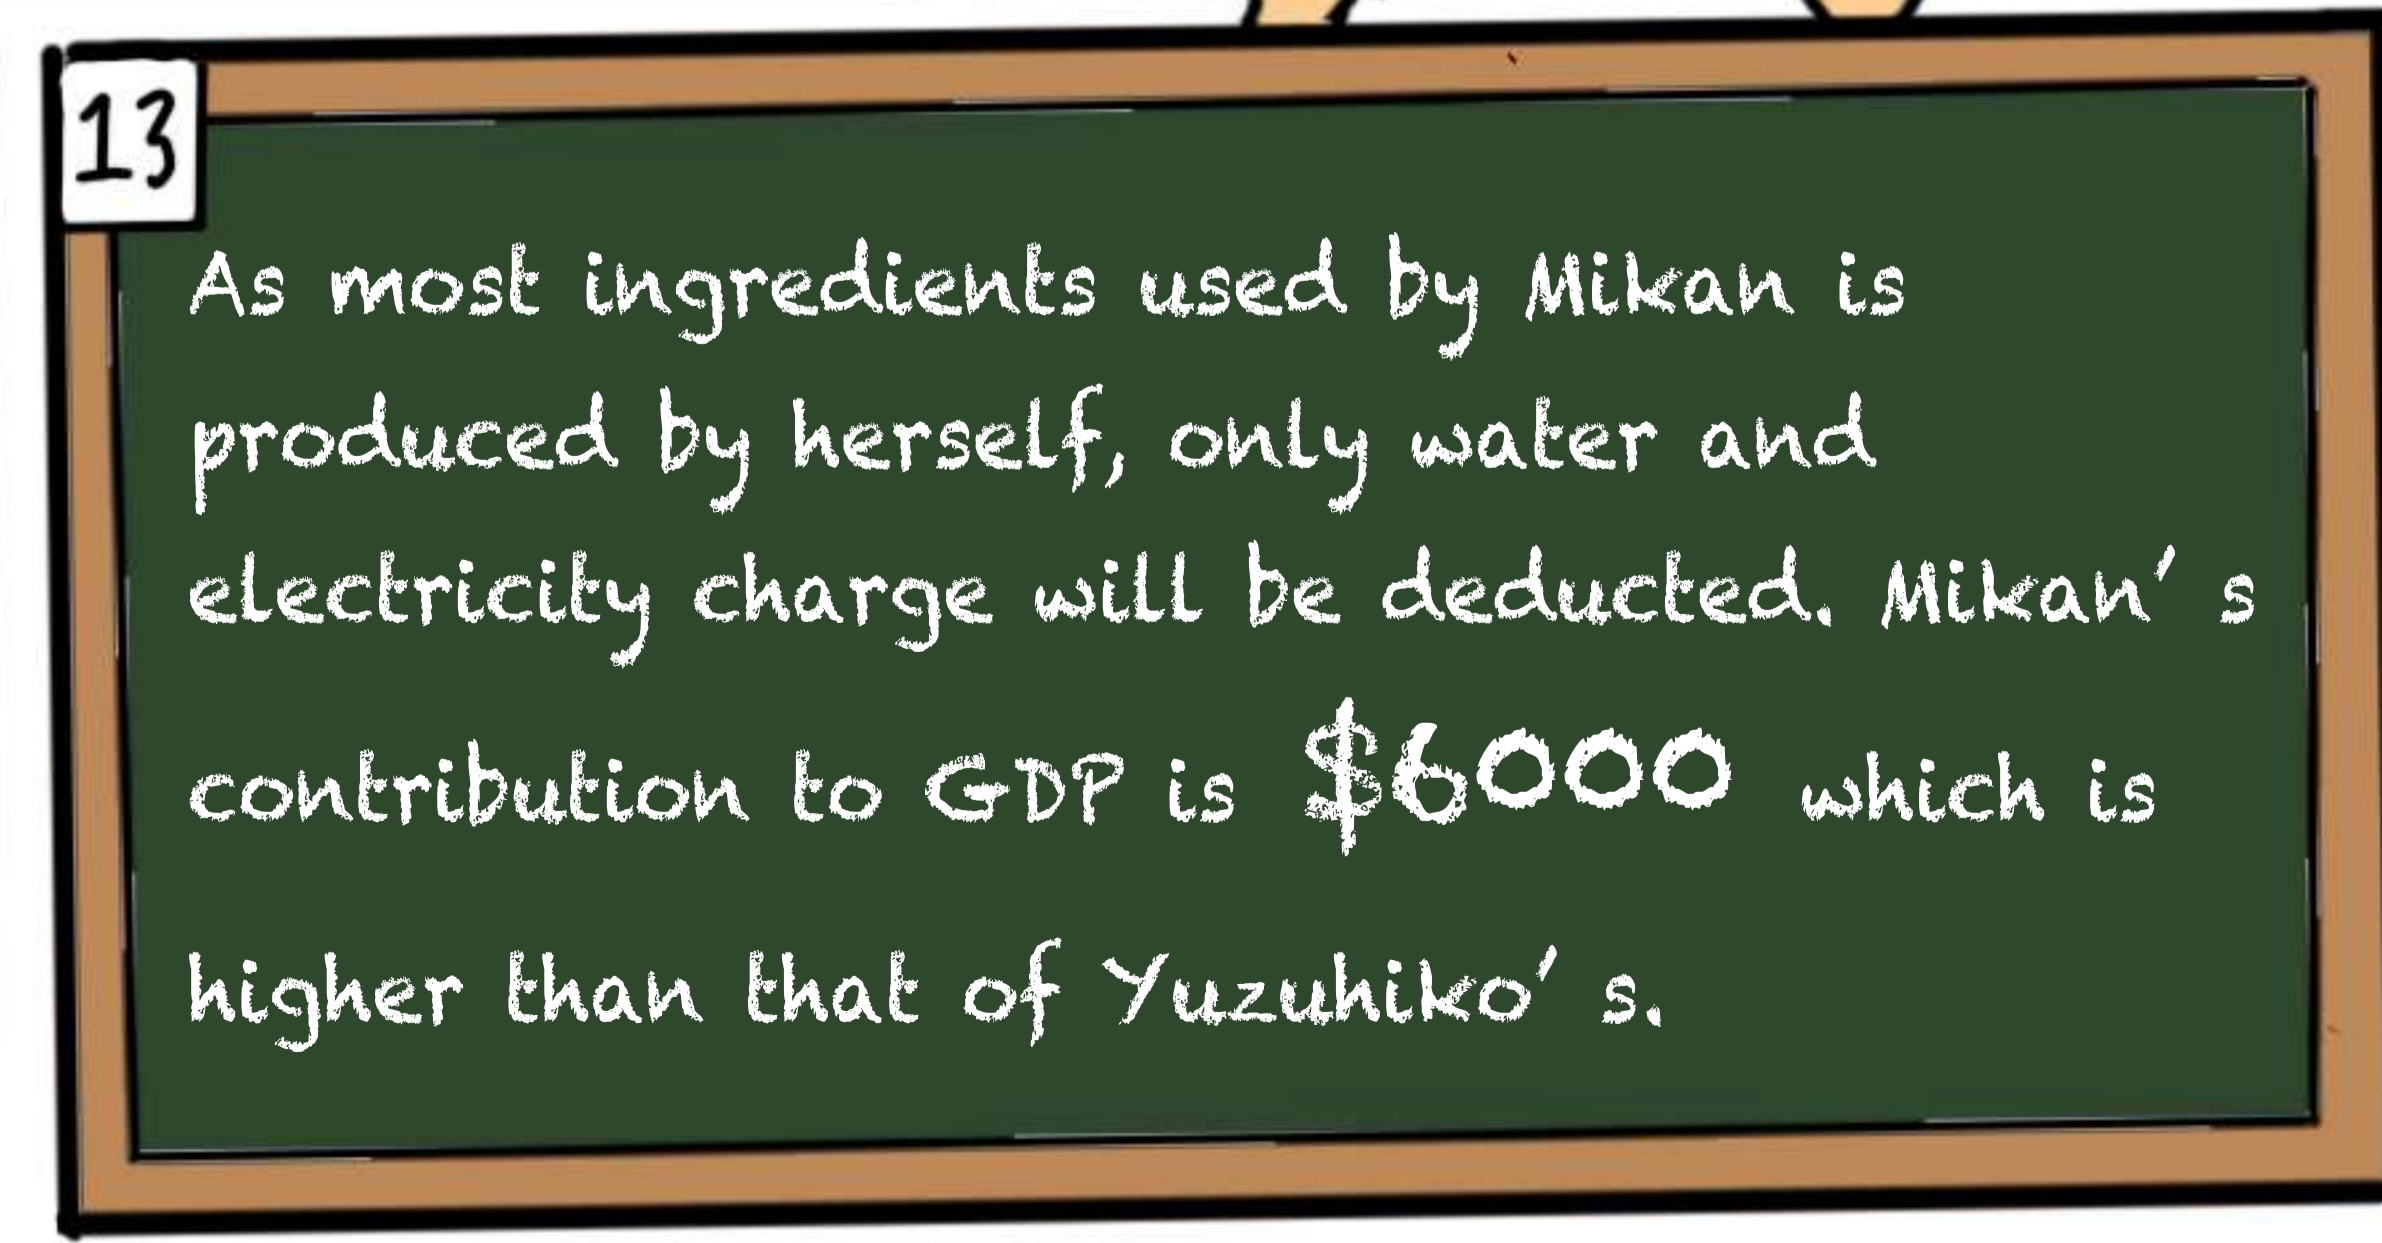 13
As most ingredients used by Mikan is
produced by herself, only water and
electricity charge will be deducted. Mikan's
contribution to GDP is $6000 which is
higher than that of Yuzuhiko's.